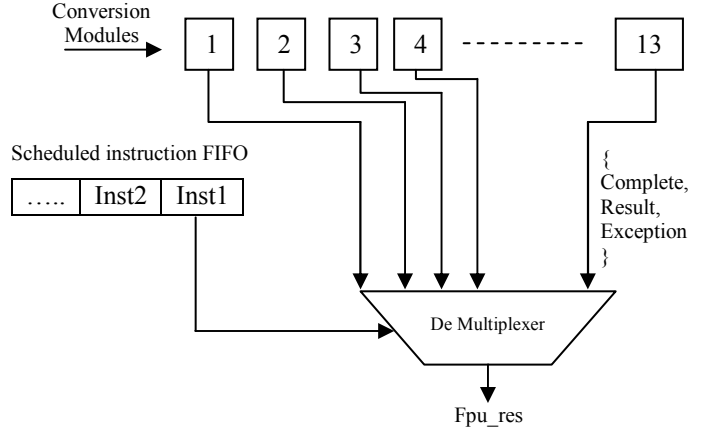 Conversion
Modules
1 2 3 4 13
Scheduled instruction FIFO
….. Inst2 Inst1
{
Complete,
Result,
Exception
}
De Multiplexer
Fpu_res